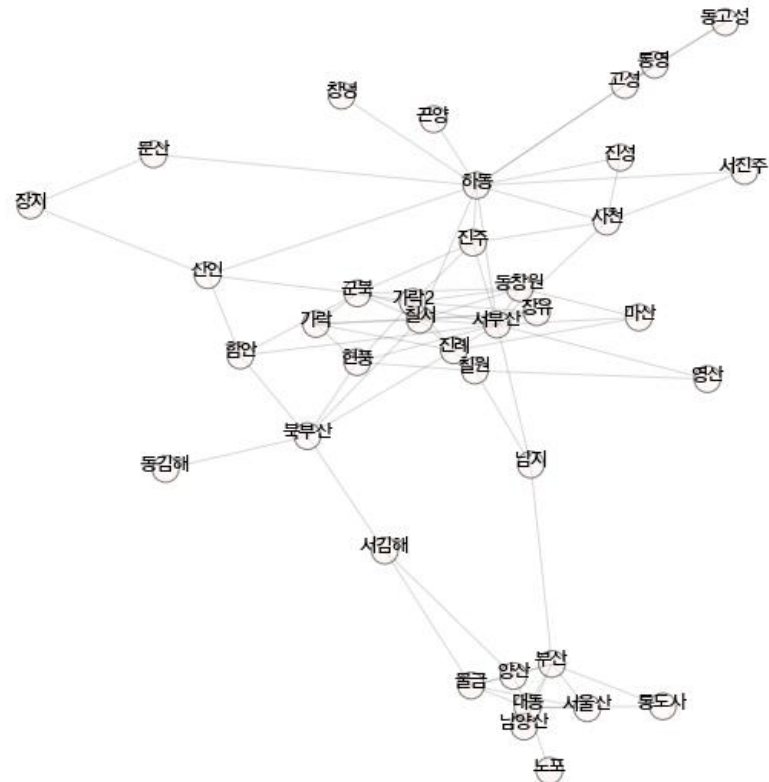 동고성
통영
고성
창녕
곤양
문산
진성
서진주
하동
장지
사천
진주
산인
동창원
군북
가락2
장유
가락
칠서
서부산
마산
함안
현풍
진례
칠원
영산
북부산
동김해
남지
서김해
부산
양산
물금
대동
서울산
통도사
남양산
노포